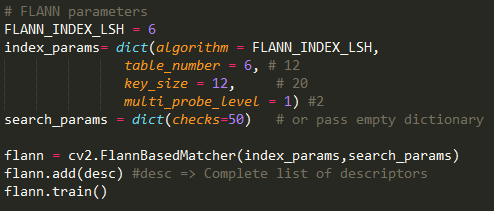 # FLANN parameters
FLANN_INDEX_LSH = 6
index_params= dict(algorithm = FLANN_INDEX_LSH,
table_number = 6, # 12
key_size = 12, # 20
multi_probe_level = 1) #2
search_params = dict(checks=50) # or pass empty dictionary
flann = cv2.FlannBasedMatcher(index_params,search_params)
flann.add(desc) #desc => Complete list of descriptors
flann.train()